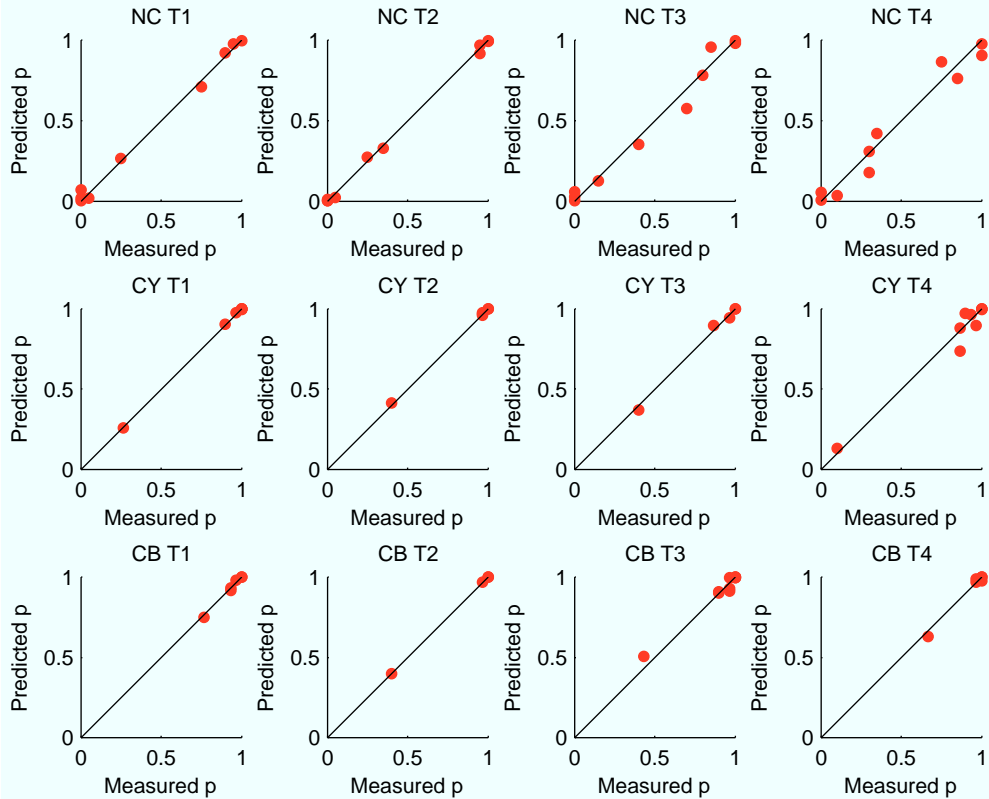 NC T1 NC T2 NC T3 NC T4
1 1 1 1
Predicted p Predicted p Predicted p Predicted p
0.5 0.5 0.5 0.5
0 0 0 0
0 0.5 1 0 0.5 1 0 0.5 1 0 0.5 1
Measured p Measured p Measured p Measured p
CY T1 CY T2 CY T3 CY T4
1 1 1 1
Predicted p Predicted p Predicted p Predicted p
0.5 0.5 0.5 0.5
0 0 0 0
0 0.5 1 0 0.5 1 0 0.5 1 0 0.5 1
Measured p Measured p Measured p Measured p
CB T1 CB T2 CB T3 CB T4
1 1 1 1
Predicted p Predicted p Predicted p Predicted p
0.5 0.5 0.5 0.5
0 0 0 0
0 0.5 1 0 0.5 1 0 0.5 1 0 0.5 1
Measured p Measured p Measured p Measured p